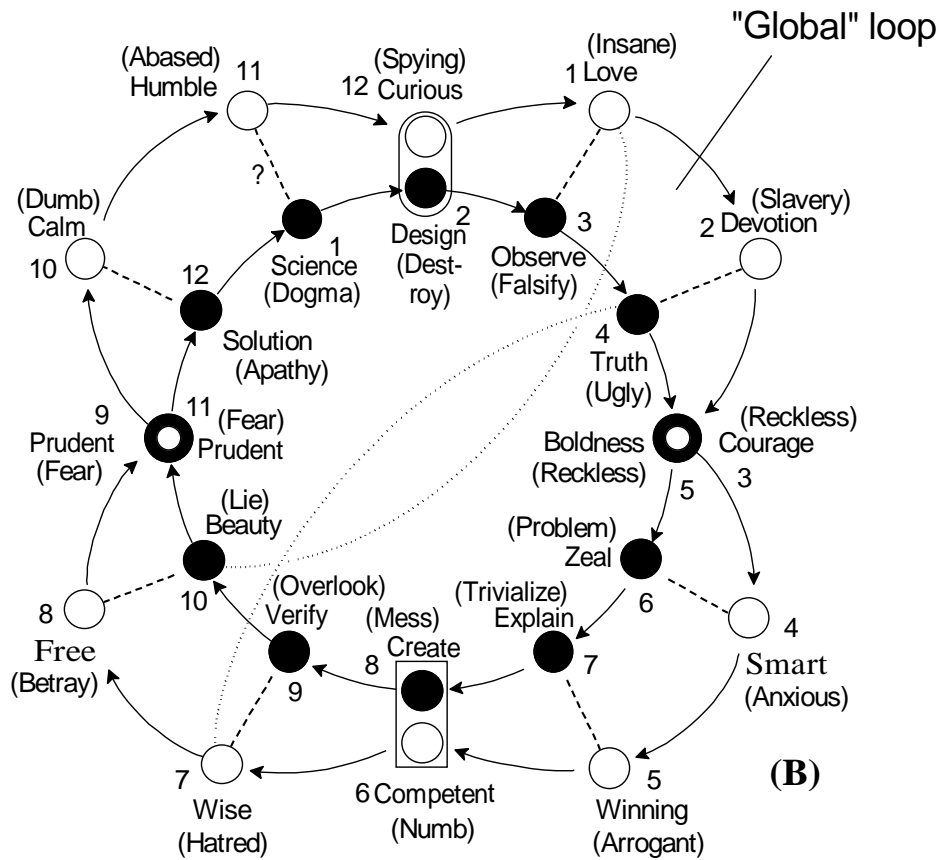 "Global" loop
(Abased)
Humble
11
(Spying)
12 Curious
(Insane)
1 Love
?
(Dumb)
Calm
10
(Slavery)
2 Devotion
1
Science
(Dogma)
2
Design
(Dest-
roy)
3
Observe
(Falsify)
12
Solution
(Apathy)
4
Truth
(Ugly)
9
Prudent
(Fear)
11 (Fear)
Prudent
Boldness
(Reckless)
5
(Reckless)
Courage
3
(Lie)
Beauty
10
(Problem)
Zeal
6
8
Free
(Betray)
(Overlook)
Verify
9
(Mess)
Create
8
(Trivialize)
Explain
7
4
Smart
(Anxious)
7
Wise
(Hatred)
6 Competent
(Numb)
5
Winning
(Arrogant)
(B)